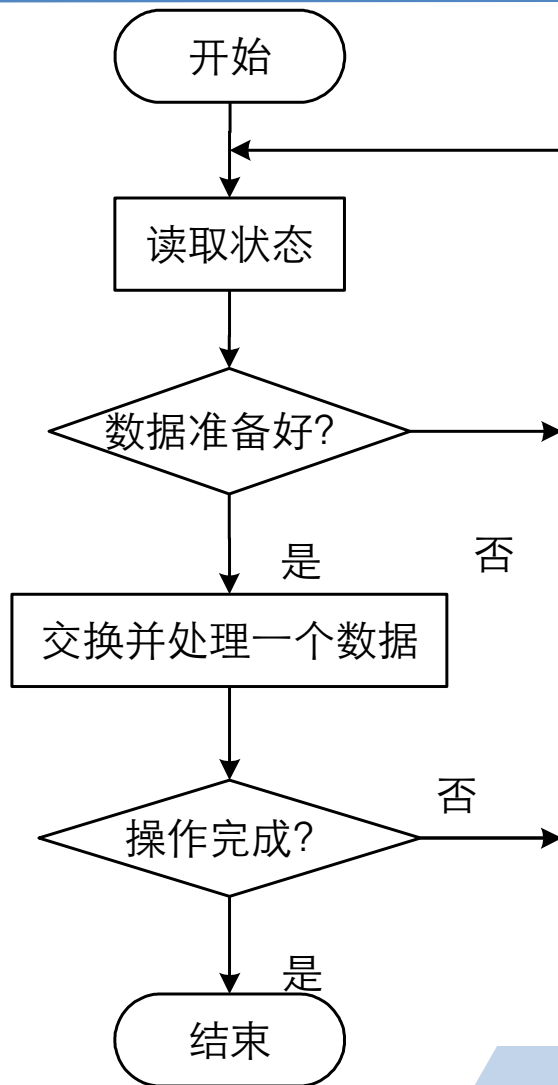 开始
读取状态
数据准备好?
是
否
交换并处理一个数据
否
操作完成?
是
结束